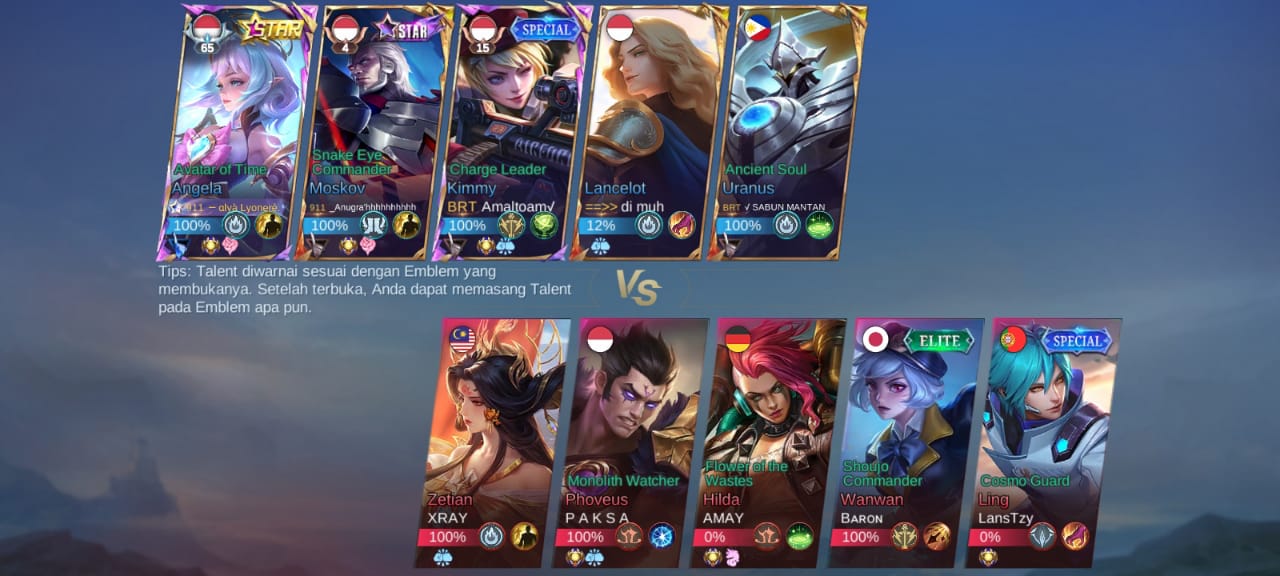 65
STAR
4
STAR
15
SPECIAL
Avatar of Time
Angela
911 – alvà Lyonerè
100%
Snake Eye
Commander
Moskov
911 _Anugra'hhhhhhhhhh
100%
Charge Leader
Kimmy
BRT Amaltoam√
100%
Lancelot
==>> di muh
12%
Ancient Soul
Uranus
BRT √ SABUN MANTAN
100%
Tips: Talent diwarnai sesuai dengan Emblem yang
membukanya. Setelah terbuka, Anda dapat memasang Talent
pada Emblem apa pun.
VS
Zetian
XRAY
100%
Monolith Watcher
Phoveus
P A K S A
100%
Flower of the
Wastes
Hilda
AMAY
0%
ELITE
Shoujo
Commander
Wanwan
Baron
100%
SPECIAL
Cosmo Guard
Ling
LansTzy
0%